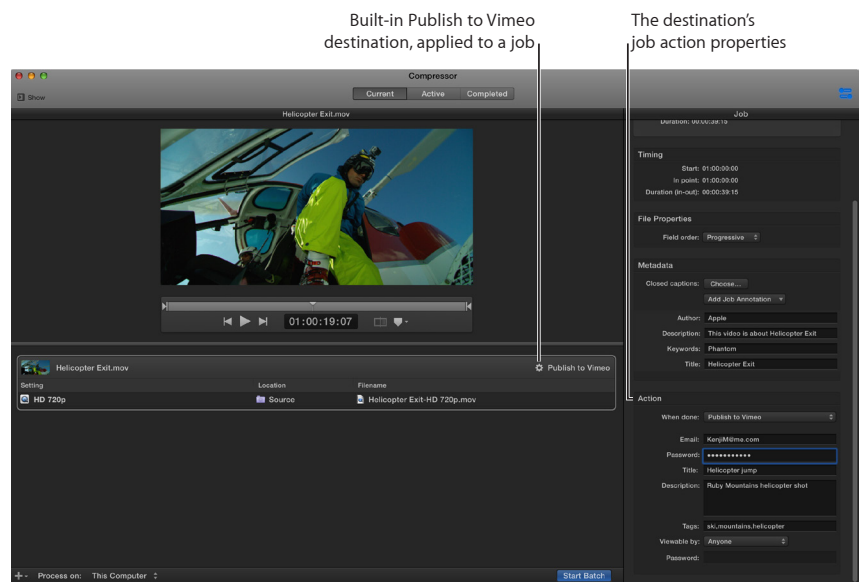 Built-in Publish to Vimeo
destination, applied to a job
The destination's
job action properties
Compressor
Show
Current Active Completed
Helicopter Exit.mov
Job
Duration: 00:00:39:15
Timing
Start: 01:00:00:00
In point: 01:00:00:00
Duration (in-out): 00:00:39:15
File Properties
Field order: Progressive
Metadata
Closed captions: Choose...
Add Job Annotation
Author: Apple
Description: This video is about Helicopter Exit
Keywords: Phantom
Title: Helicopter Exit
01:00:19:07
Helicopter Exit.mov
Publish to Vimeo
Setting Location Filename
HD 720p Source Helicopter Exit-HD 720p.mov
Action
When done: Publish to Vimeo
Email: KenjiM@me.com
Password: •••••••••••
Title: Helicopter jump
Description: Ruby Mountains helicopter shot
Tags: ski,mountains,helicopter
Viewable by: Anyone
Password:
Process on: This Computer
Start Batch